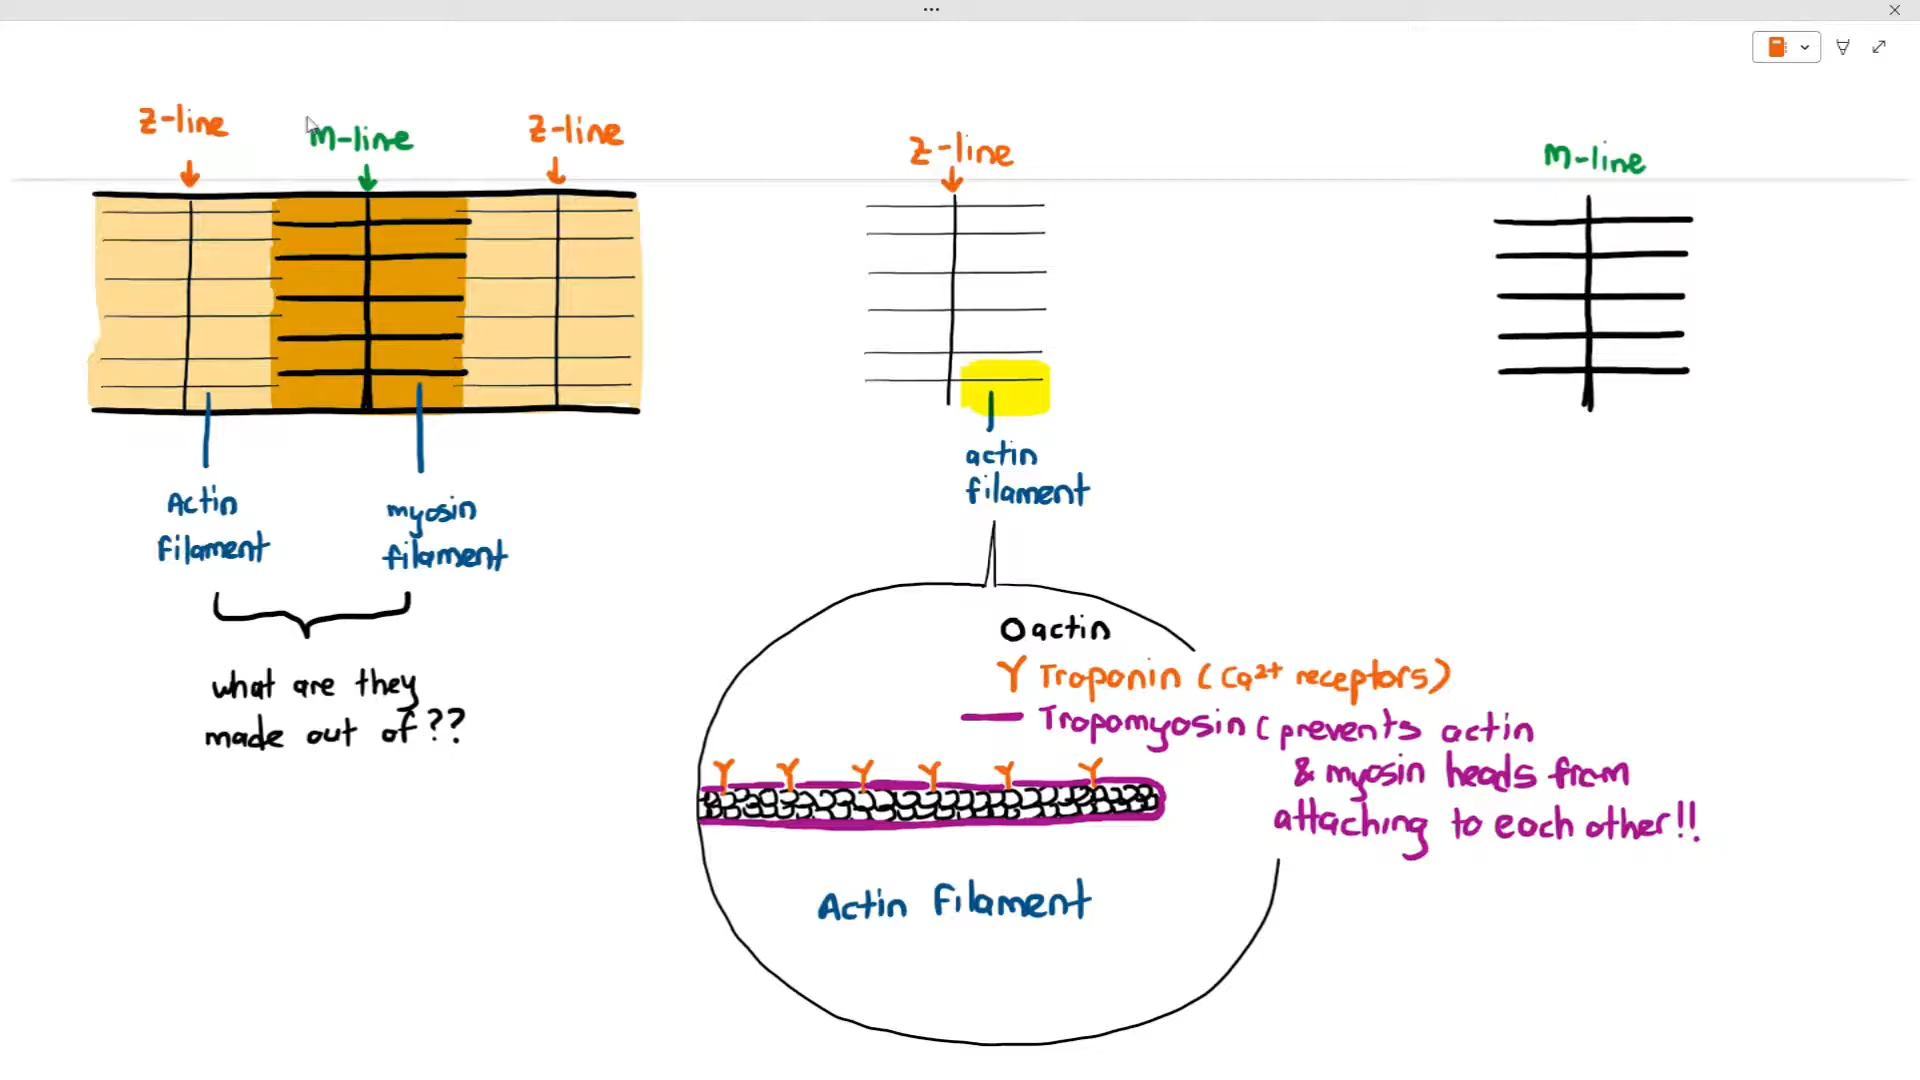 Z-line
M-line
Z-line
Actin
Filament
myosin
filament
what are they
made out of??
Z-line
actin
filament
actin
Troponin (Ca2+ receptors)
Tropomyosin (prevents actin
& myosin heads from
attaching to each other!!
Actin Filament
M-line